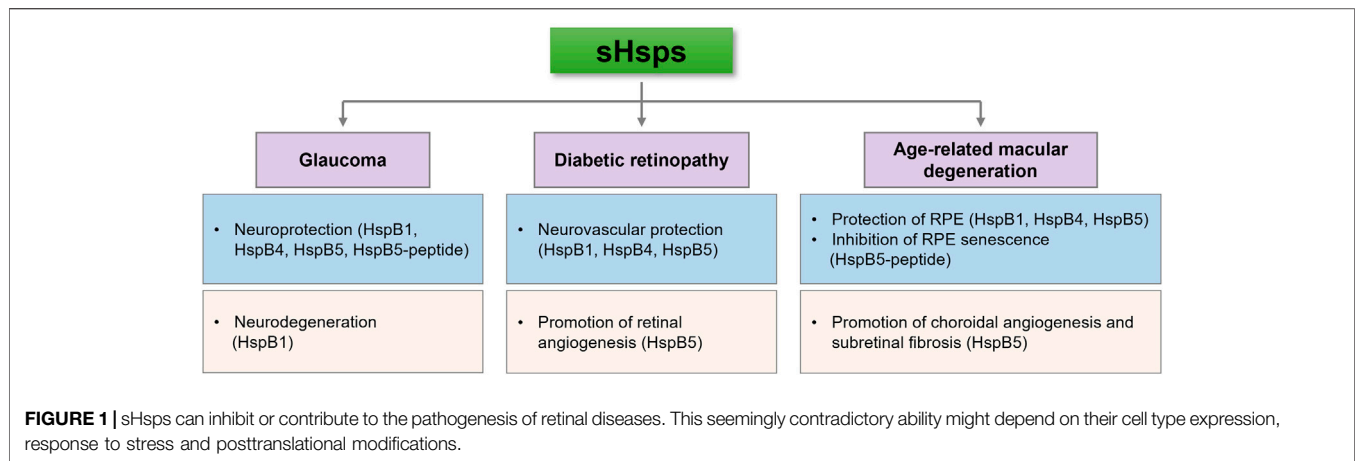 sHsps
Glaucoma
Diabetic retinopathy
Age-related macular
degeneration
• Neuroprotection (HspB1,
HspB4, HspB5, HspB5-peptide)
• Neurovascular protection
(HspB1, HspB4, HspB5)
• Protection of RPE (HspB1, HspB4, HspB5)
• Inhibition of RPE senescence
(HspB5-peptide)
• Neurodegeneration
(HspB1)
• Promotion of retinal
angiogenesis (HspB5)
• Promotion of choroidal angiogenesis and
subretinal fibrosis (HspB5)
FIGURE 1 | sHsps can inhibit or contribute to the pathogenesis of retinal diseases. This seemingly contradictory ability might depend on their cell type expression,
response to stress and posttranslational modifications.